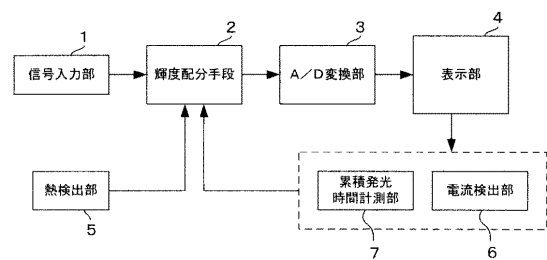 1
信号入力部
2
輝度配分手段
3
A/D変換部
4
表示部
熱検出部
5
累積発光
時間計測部
7
電流検出部
6